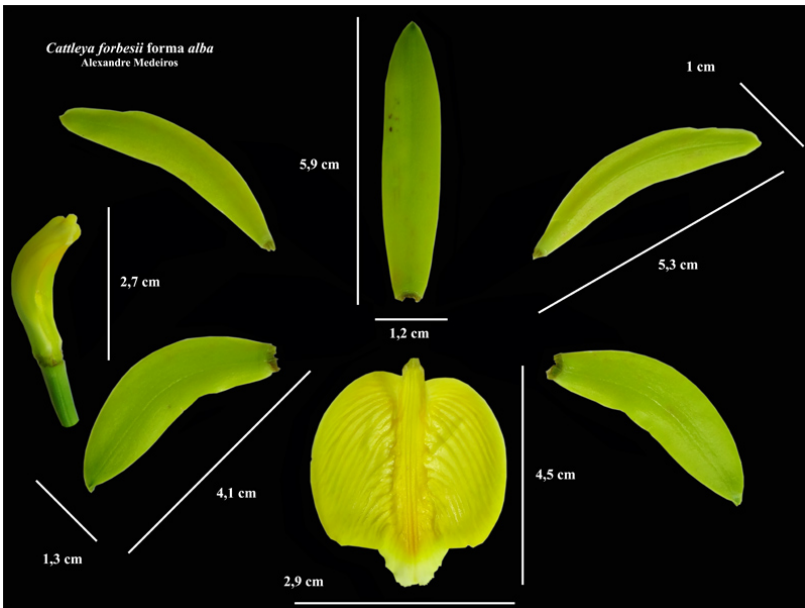 Cattleya forbesii forma alba
Alexandre Medeiros
1 cm
5,9 cm
5,3 cm
2,7 cm
1,2 cm
4,1 cm
4,5 cm
1,3 cm
2,9 cm